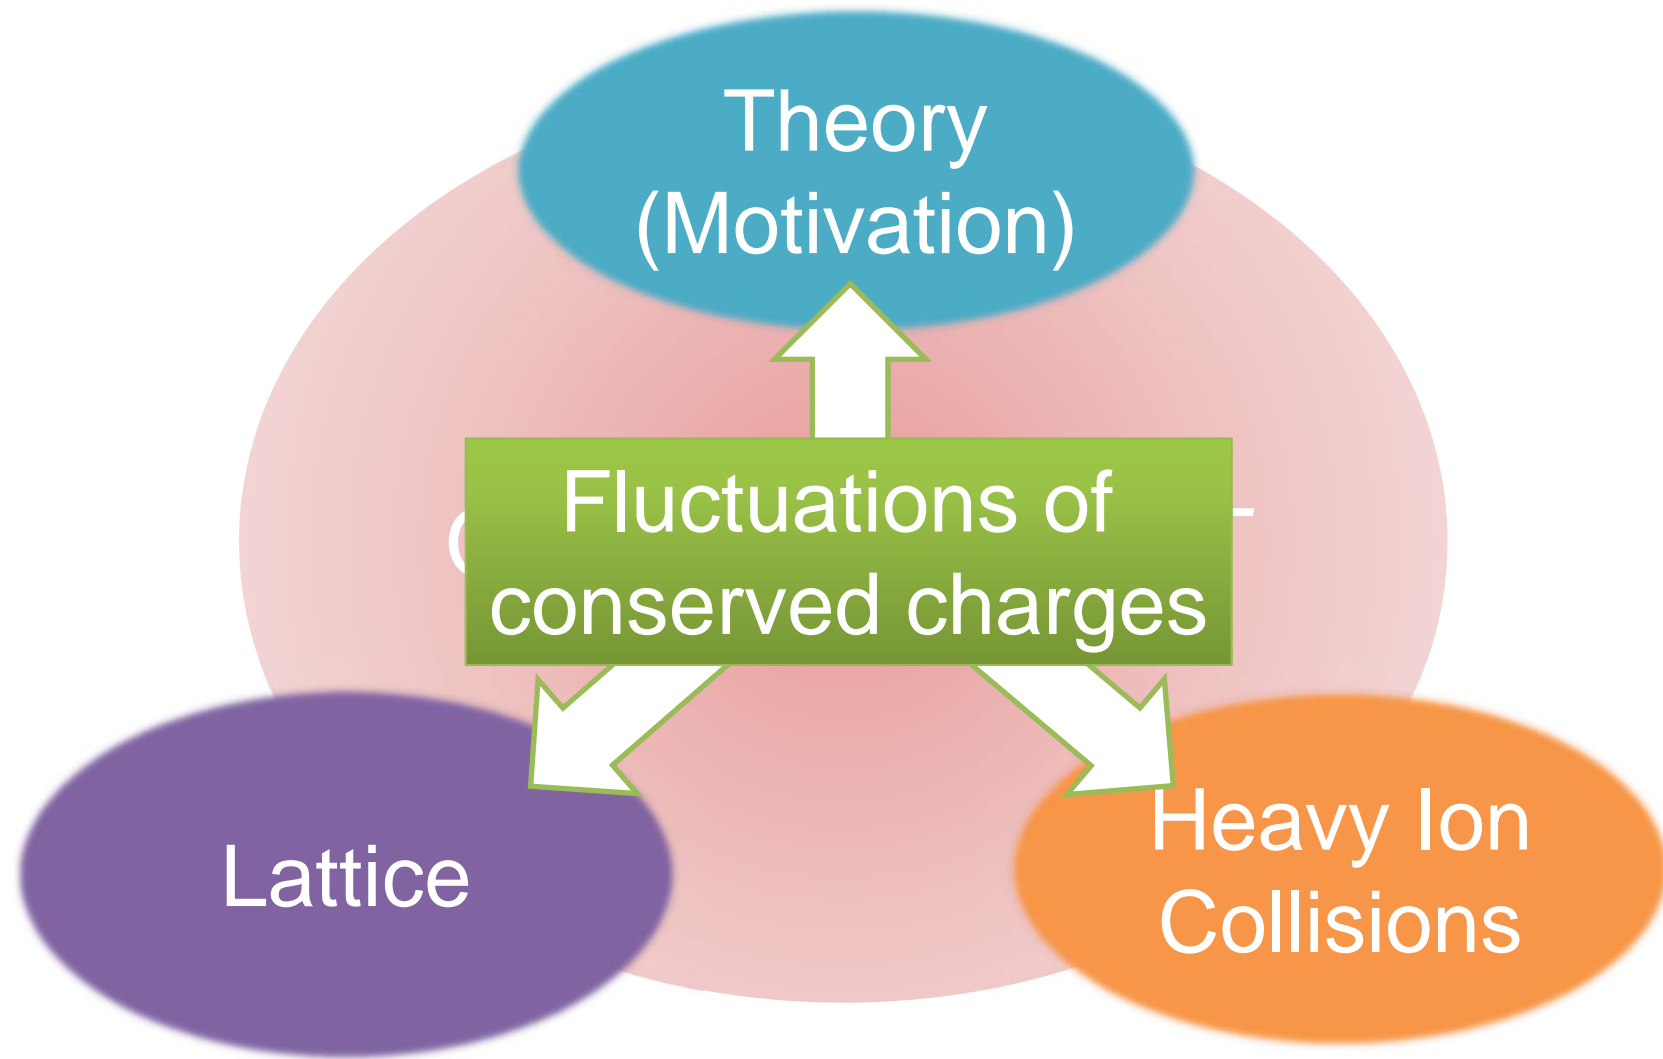 Theory
(Motivation)
Fluctuations of
conserved charges
Lattice
Heavy Ion
Collisions